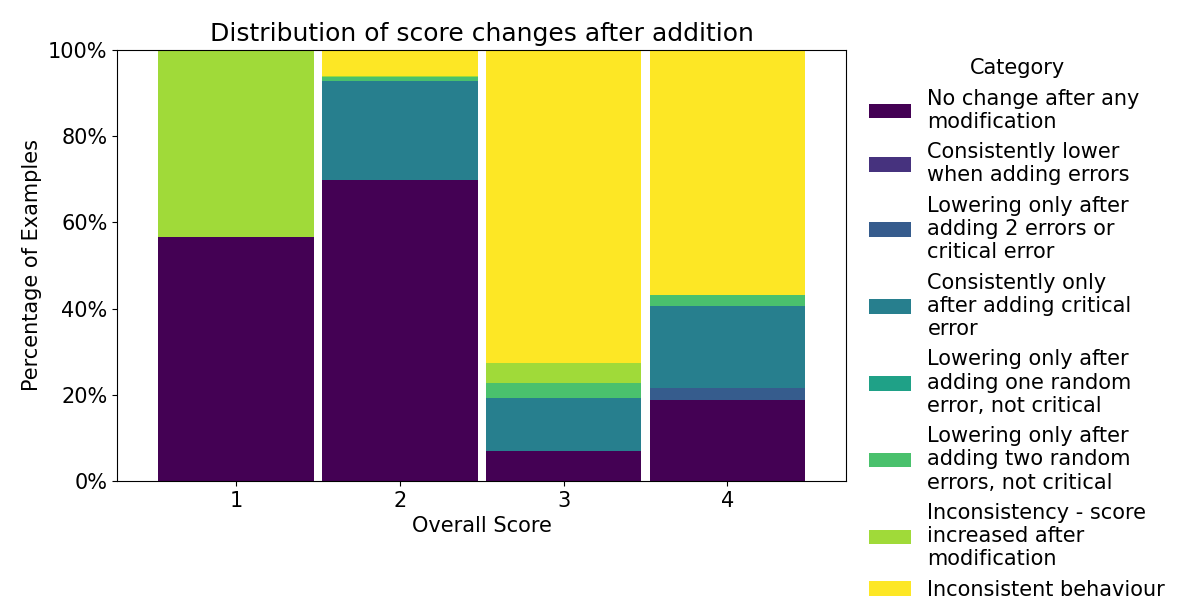 Distribution of score changes after addition
100%
80%
60%
40%
20%
0%
Percentage of Examples
1 2 3 4
Overall Score
Category
No change after any
modification
Consistently lower
when adding errors
Lowering only after
adding 2 errors or
critical error
Consistently only
after adding critical
error
Lowering only after
adding one random
error, not critical
Lowering only after
adding two random
errors, not critical
Inconsistency - score
increased after
modification
Inconsistent behaviour